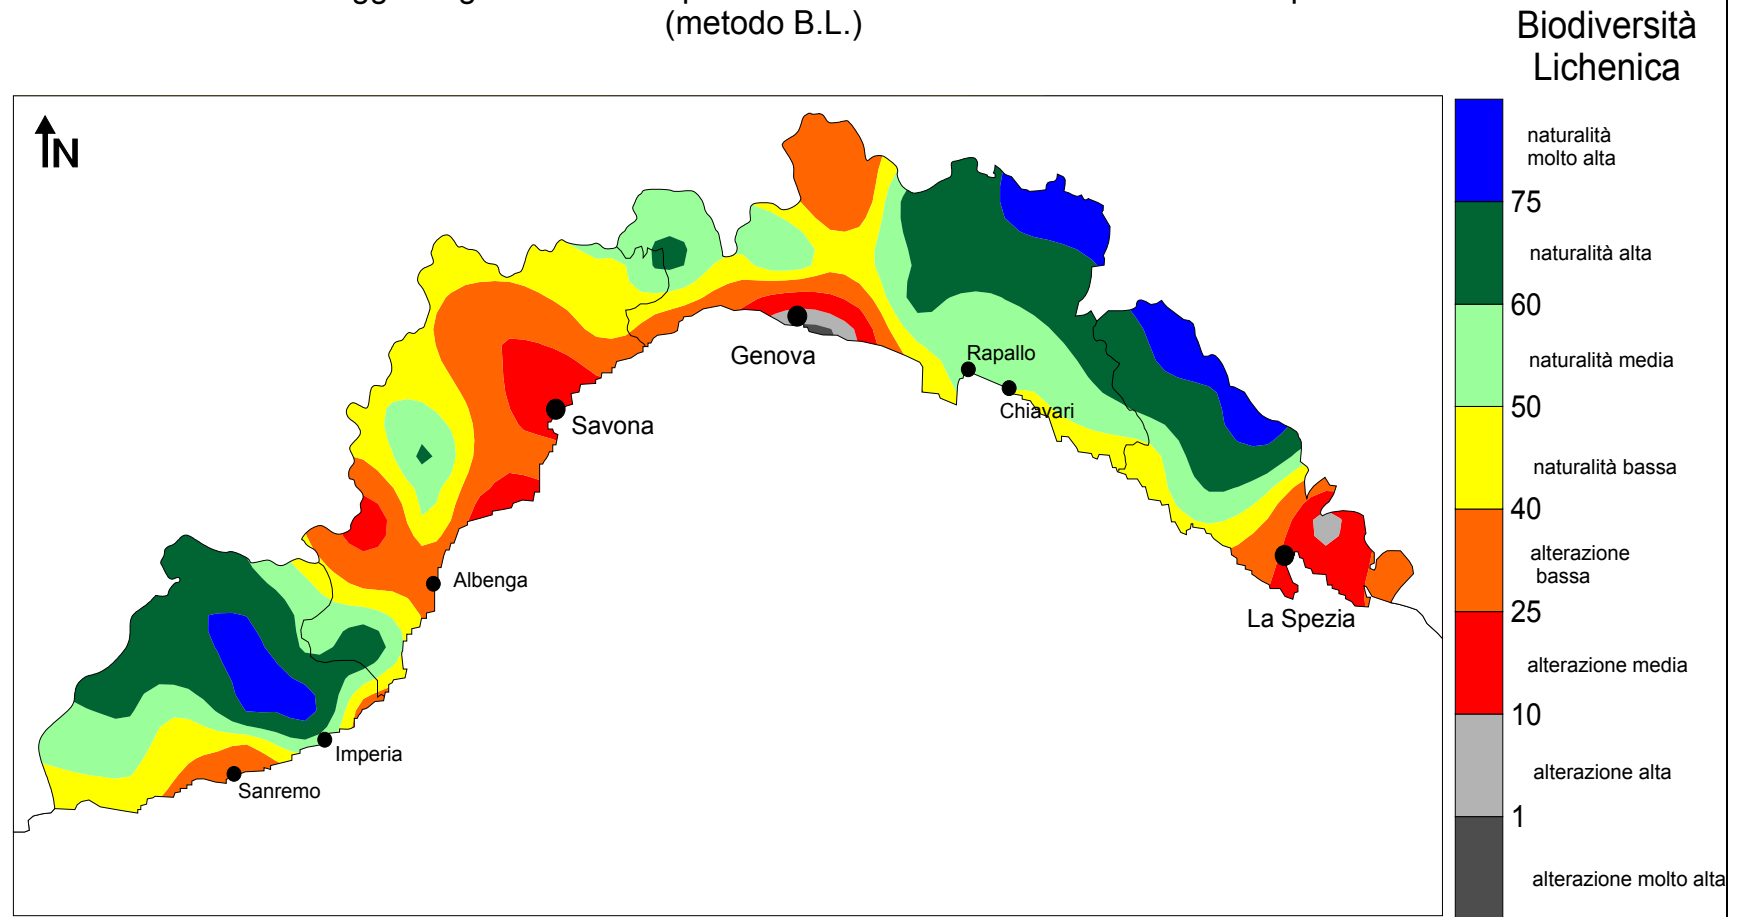 (metodo B.L.)
Biodiversità
Lichenica
N
naturalità
molto alta
75
naturalità alta
60
naturalità media
50
naturalità bassa
40
alterazione
bassa
25
alterazione media
10
alterazione alta
1
alterazione molto alta
Genova
Rapallo
Chiavari
Savona
Albenga
La Spezia
Imperia
Sanremo